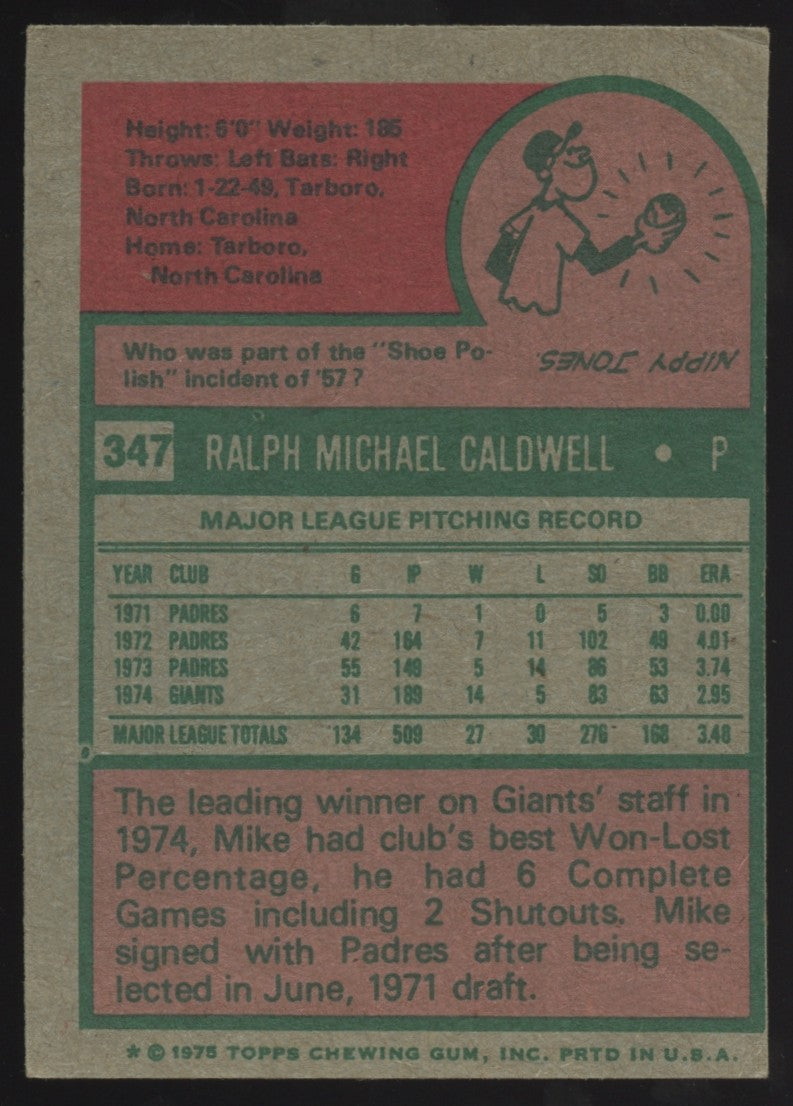 Height: 6'0" Weight: 185
Throws: Left Bats: Right
Born: 1-22-49, Tarboro,
North Carolina
Home: Tarboro,
North Carolina
Who was part of the "Shoe Po-
lish" incident of '57?
NIPPY JONES.
347 RALPH MICHAEL CALDWELL • P
MAJOR LEAGUE PITCHING RECORD
YEAR CLUB G IP W L SO BB ERA
1971 PADRES 6 7 1 0 5 3 0.00
1972 PADRES 42 164 7 11 102 49 4.01
1973 PADRES 55 149 5 14 86 53 3.74
1974 GIANTS 31 189 14 5 83 63 2.95
MAJOR LEAGUE TOTALS 134 509 27 30 276 168 3.48
The leading winner on Giants' staff in
1974, Mike had club's best Won-Lost
Percentage, he had 6 Complete
Games including 2 Shutouts. Mike
signed with Padres after being se-
lected in June, 1971 draft.
* © 1975 TOPPS CHEWING GUM, INC. PRTD IN U.S.A.